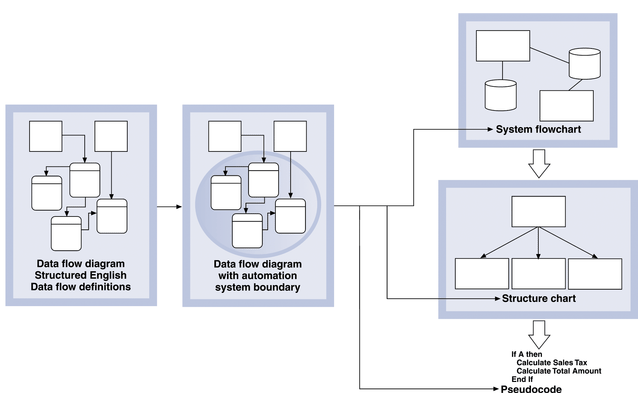 System flowchart
Data flow diagram
Structured English
Data flow definitions
Data flow diagram
with automation
system boundary
Structure chart
If A then
Calculate Sales Tax
Calculate Total Amount
End If
Pseudocode